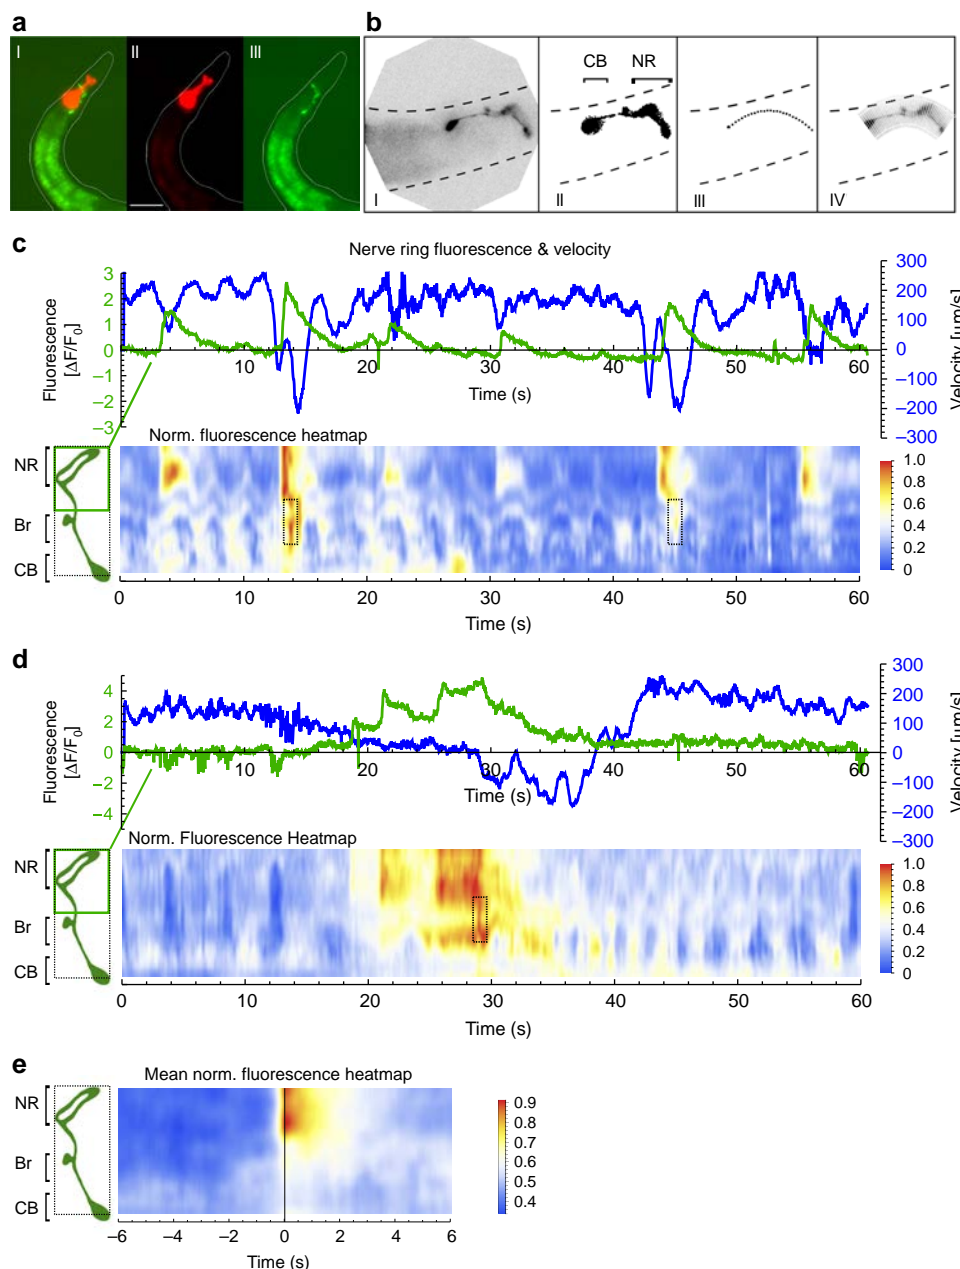 a
b
I
II
III
I
CB
NR
II
III
IV
c
Nerve ring fluorescence & velocity
Fluorescence
[ΔF/F0]
3
2
1
0
−1
−2
−3
300
200
100
0
−100
−200
−300
Velocity [µm/s]
10
20
30
40
50
60
Time (s)
Norm. fluorescence heatmap
NR
Br
CB
1.0
0.8
0.6
0.4
0.2
0
0
10
20
30
40
50
60
Time (s)
d
Fluorescence
[ΔF/F0]
4
2
0
−2
−4
300
200
100
0
−100
−200
−300
Velocity [µm/s]
10
20
30
40
50
60
Time (s)
Norm. Fluorescence Heatmap
NR
Br
CB
1.0
0.8
0.6
0.4
0.2
0
0
10
20
30
40
50
60
Time (s)
e
Mean norm. fluorescence heatmap
NR
Br
CB
0.9
0.8
0.7
0.6
0.5
0.4
−6
−4
−2
0
2
4
6
Time (s)